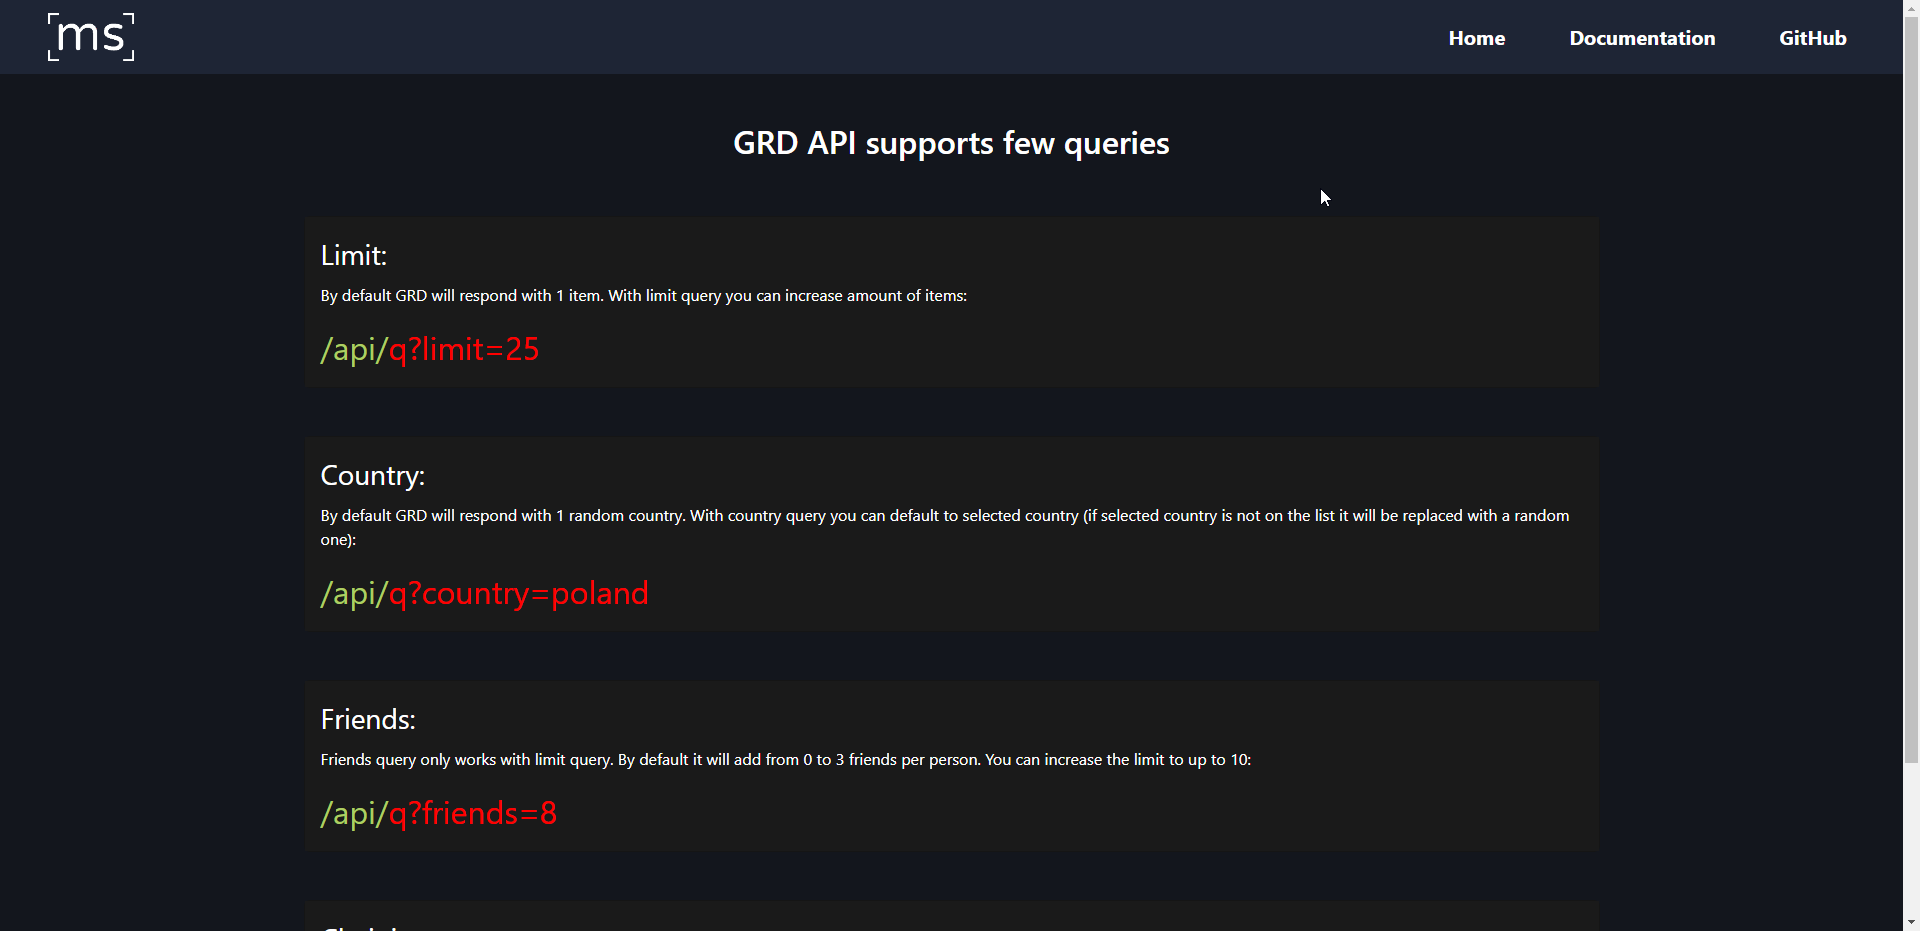 [ms]
Home Documentation GitHub
GRD API supports few queries
Limit:
By default GRD will respond with 1 item. With limit query you can increase amount of items:
/api/q?limit=25
Country:
By default GRD will respond with 1 random country. With country query you can default to selected country (if selected country is not on the list it will be replaced with a random
one):
/api/q?country=poland
Friends:
Friends query only works with limit query. By default it will add from 0 to 3 friends per person. You can increase the limit to up to 10:
/api/q?friends=8